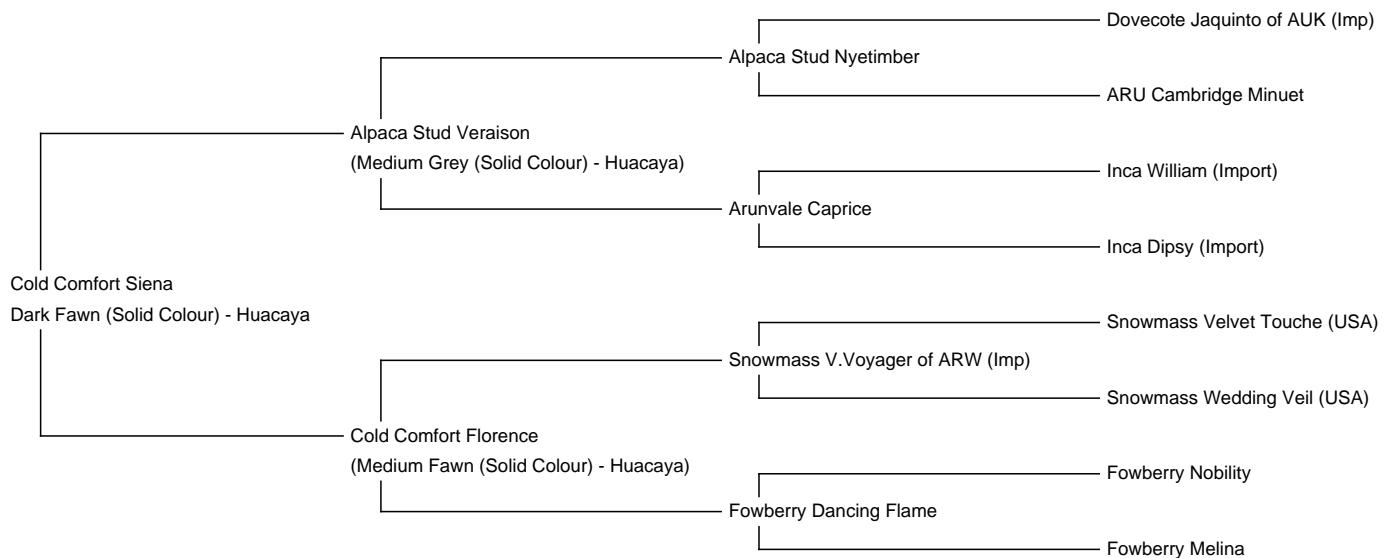 Dovecote Jaquinto of AUK (Imp)
Alpaca Stud Nyetimber
ARU Cambridge Minuet
Alpaca Stud Veraison
(Medium Grey (Solid Colour) - Huacaya)
Inca William (Import)
Arunvale Caprice
Inca Dipsy (Import)
Cold Comfort Siena
Dark Fawn (Solid Colour) - Huacaya
Snowmass Velvet Touche (USA)
Snowmass V.Voyager of ARW (Imp)
Snowmass Wedding Veil (USA)
Cold Comfort Florence
(Medium Fawn (Solid Colour) - Huacaya)
Fowberry Nobility
Fowberry Dancing Flame
Fowberry Melina